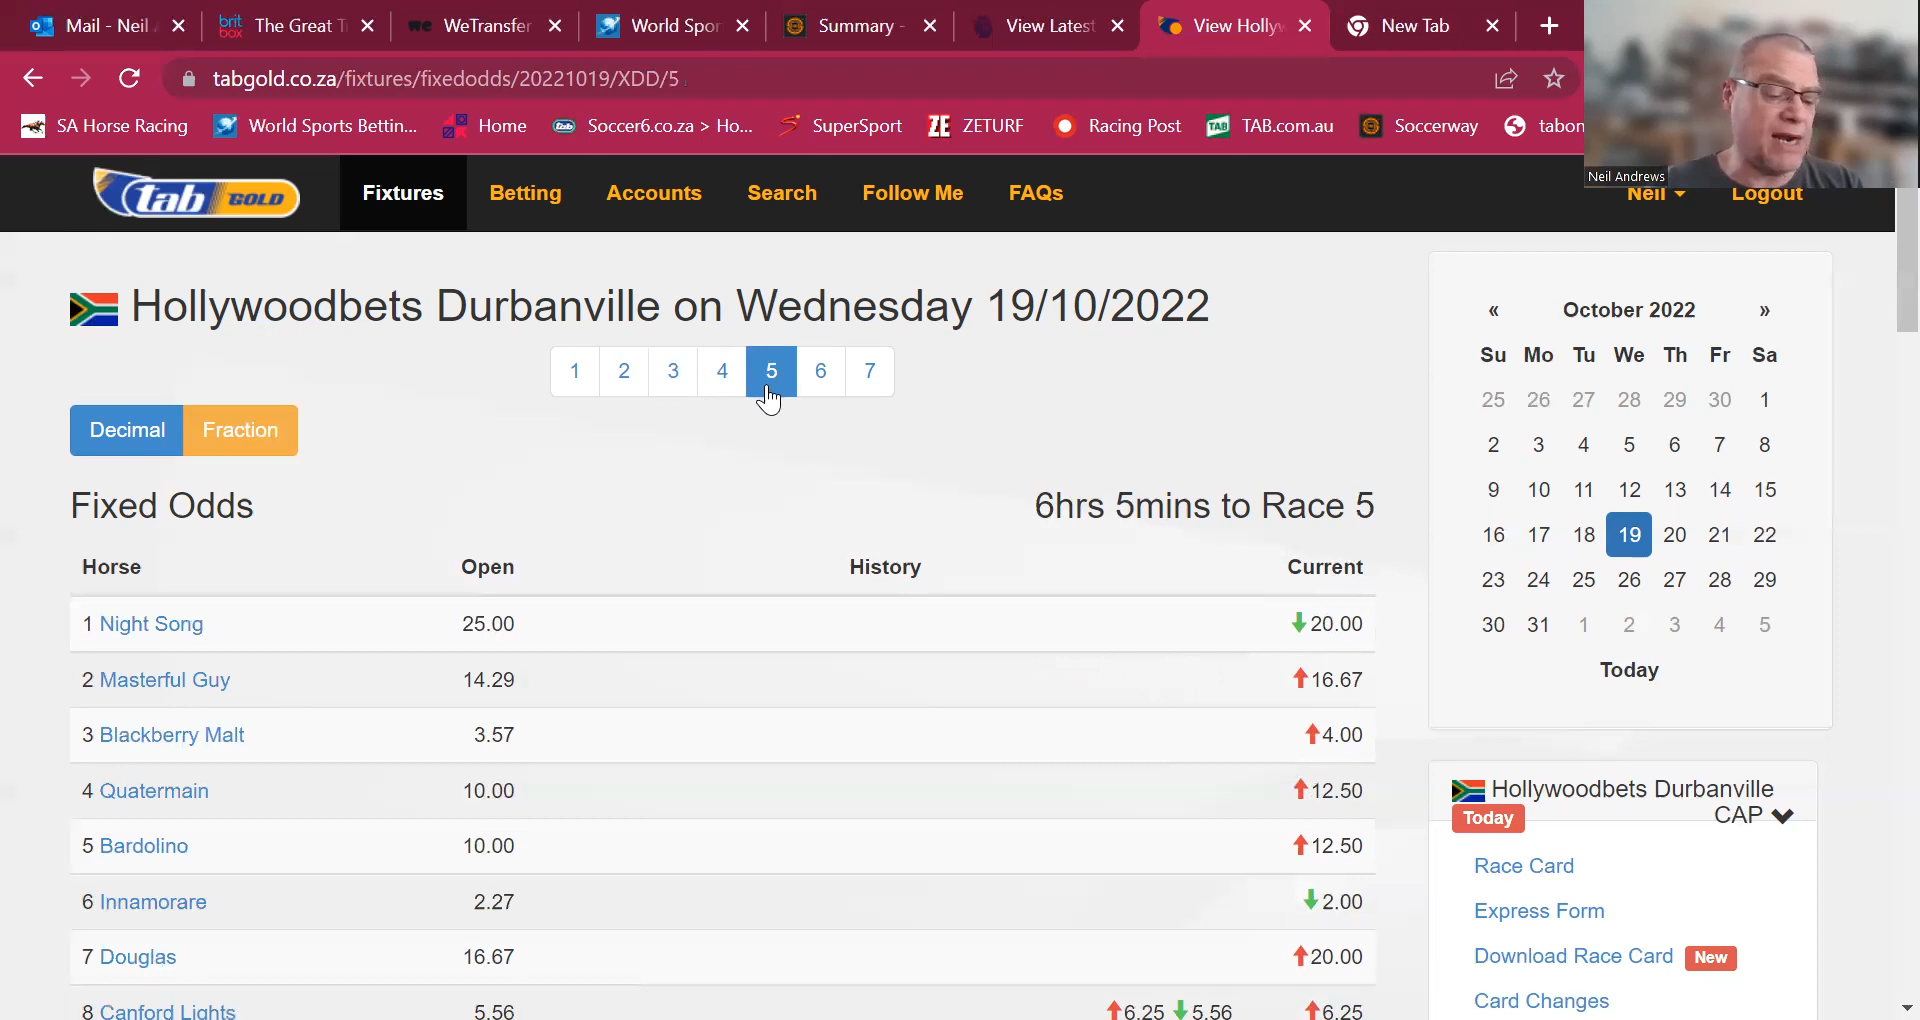 Mail - Neil A
brit box The Great T
we WeTransfer
World Spor
Summary -
View Latest
View Hollyw
New Tab
tabgold.co.za/fixtures/fixedodds/20221019/XDD/5
SA Horse Racing
World Sports Bettin...
Home
Soccer6.co.za > Ho...
SuperSport
ZE ZETURF
Racing Post
TAB TAB.com.au
Soccerway
tabon
Neil Andrews
tab GOLD
Fixtures
Betting
Accounts
Search
Follow Me
FAQs
Neil
Logout
Hollywoodbets Durbanville on Wednesday 19/10/2022
1 2 3 4 5 6 7
Decimal Fraction
Fixed Odds 6hrs 5mins to Race 5
Horse Open History Current
1 Night Song 25.00 20.00
2 Masterful Guy 14.29 16.67
3 Blackberry Malt 3.57 4.00
4 Quatermain 10.00 12.50
5 Bardolino 10.00 12.50
6 Innamorare 2.27 2.00
7 Douglas 16.67 20.00
8 Canford Lights 5.56 6.25 5.56 6.25
« October 2022 »
Su Mo Tu We Th Fr Sa
25 26 27 28 29 30 1
2 3 4 5 6 7 8
9 10 11 12 13 14 15
16 17 18 19 20 21 22
23 24 25 26 27 28 29
30 31 1 2 3 4 5
Today
Hollywoodbets Durbanville
Today CAP
Race Card
Express Form
Download Race Card New
Card Changes